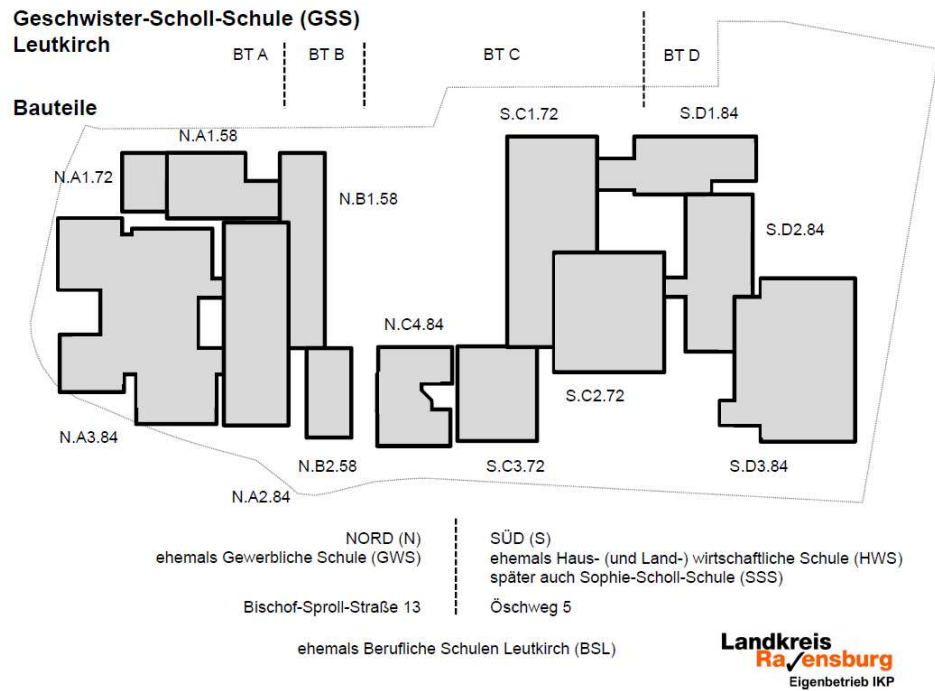 Geschwister-Scholl-Schule (GSS)
Leutkirch
BT A
BT B
BT C
BT D
Bauteile
S.C1.72
S.D1.84
N.A1.58
N.A1.72
N.B1.58
S.D2.84
N.C4.84
S.C2.72
N.A3.84
N.B2.58
S.C3.72
S.D3.84
N.A2.84
NORD (N)
ehemals Gewerbliche Schule (GWS)
Bischof-Sproll-Straße 13
SÜD (S)
ehemals Haus- (und Land-) wirtschaftliche Schule (HWS)
später auch Sophie-Scholl-Schule (SSS)
Öschweg 5
ehemals Berufliche Schulen Leutkirch (BSL)
Landkreis
Ravensburg
Eigenbetrieb IKP